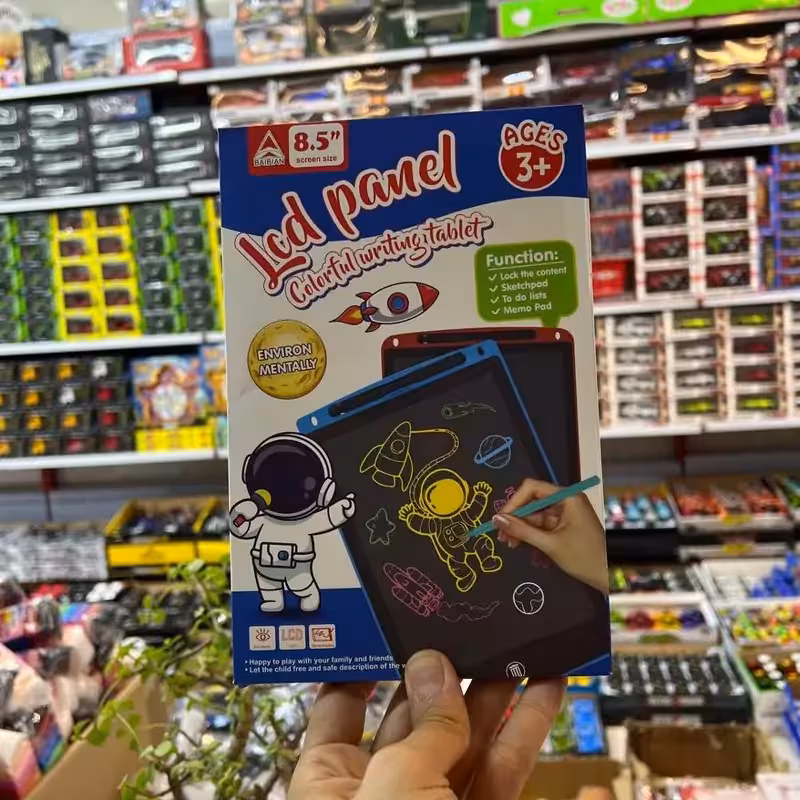 BAIBIAN
8.5"
screen size
AGES
3+
Lcd panel
Colorful writing tablet
Function:
✓ Lock the content
✓ Sketchpad
✓ To do lists
✓ Memo Pad
ENVIRON
MENTALLY
LCD
• Happy to play with your family and friends
• Let the child free and safe description of the w